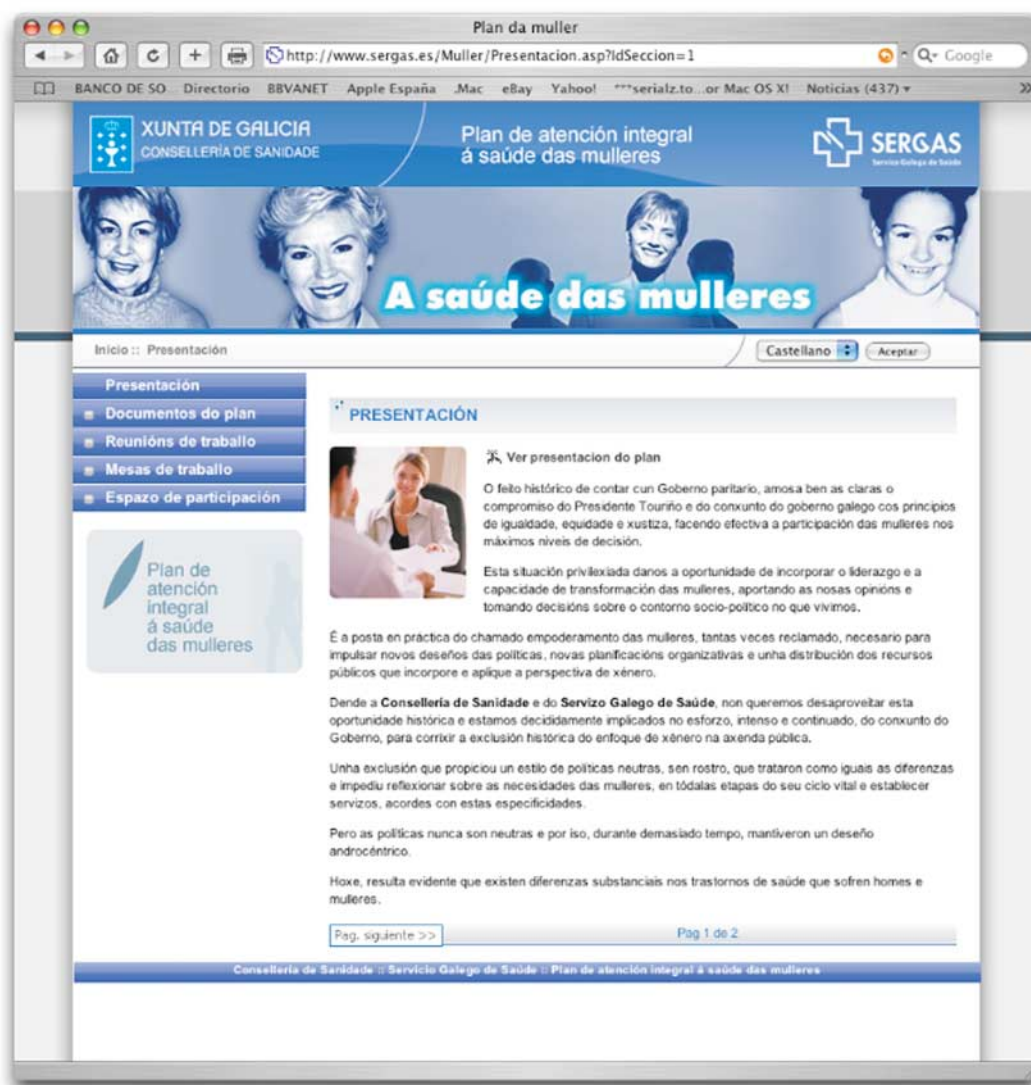 Plan da muller
http://www.sergas.es/Muller/Presentacion.asp?IdSeccion=1
Google
BANCO DE SO Directorio BBVANET Apple España .Mac eBay Yahoo! ***serialz.to...or Mac OS X! Noticias (437)
XUNTA DE GALICIA
CONSELLERÍA DE SANIDADE
Plan de atención integral
á saúde das mulleres
SERGAS
Servizo Galego de Saúde
A saúde das mulleres
Inicio :: Presentación
Castellano
Aceptar
Presentación
Documentos do plan
Reunións de traballo
Mesas de traballo
Espazo de participación
Plan de
atención
integral
á saúde
das mulleres
PRESENTACIÓN
Ver presentacion do plan
O feito histórico de contar cun Goberno paritario, amosa ben as claras o
compromiso do Presidente Touriño e do conxunto do goberno galego cos principios
de igualdade, equidade e xustiza, facendo efectiva a participación das mulleres nos
máximos niveis de decisión.
Esta situación privilexiada danos a oportunidade de incorporar o liderazgo e a
capacidade de transformación das mulleres, aportando as nosas opinións e
tomando decisións sobre o contorno socio-político no que vivimos.
É a posta en práctica do chamado empoderamento das mulleres, tantas veces reclamado, necesario para
impulsar novos deseños das políticas, novas planificacións organizativas e unha distribución dos recursos
públicos que incorpore e aplique a perspectiva de xénero.
Dende a Consellería de Sanidade e do Servizo Galego de Saúde, non queremos desaproveitar esta
oportunidade histórica e estamos decididamente implicados no esforzo, intenso e continuado, do conxunto do
Goberno, para corrixir a exclusión histórica do enfoque de xénero na axenda pública.
Unha exclusión que propiciou un estilo de políticas neutras, sen rostro, que trataron como iguais as diferenzas
e impediu reflexionar sobre as necesidades das mulleres, en tódalas etapas do seu ciclo vital e establecer
servizos, acordes con estas especificidades.
Pero as políticas nunca son neutras e por iso, durante demasiado tempo, mantiveron un deseño
androcéntrico.
Hoxe, resulta evidente que existen diferenzas substanciais nos trastornos de saúde que sofren homes e
mulleres.
Pag. siguiente >>
Pag 1 de 2
Consellería de Sanidade :: Servicio Galego de Saúde :: Plan de atención integral á saúde das mulleres